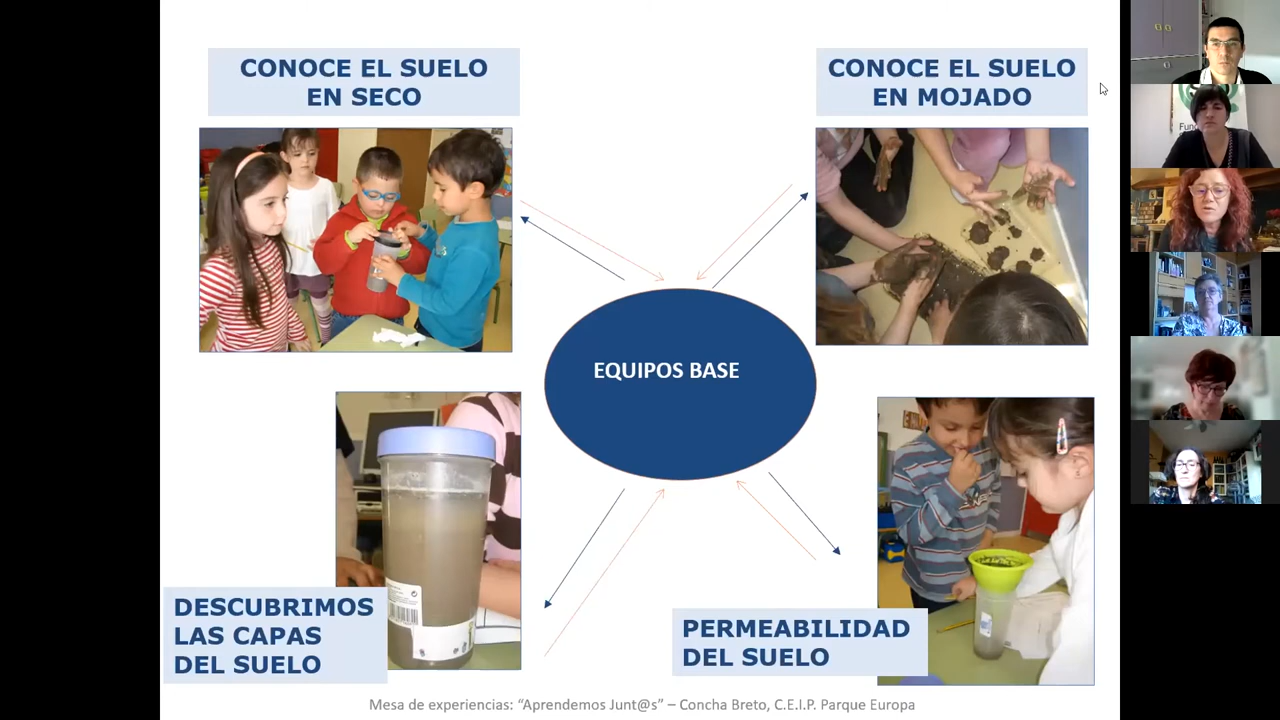 CONOCE EL SUELO
EN SECO
CONOCE EL SUELO
EN MOJADO
EQUIPOS BASE
DESCUBRIMOS
LAS CAPAS
DEL SUELO
PERMEABILIDAD
DEL SUELO
Mesa de experiencias: “Aprendemos Junt@s” – Concha Breto, C.E.I.P. Parque Europa